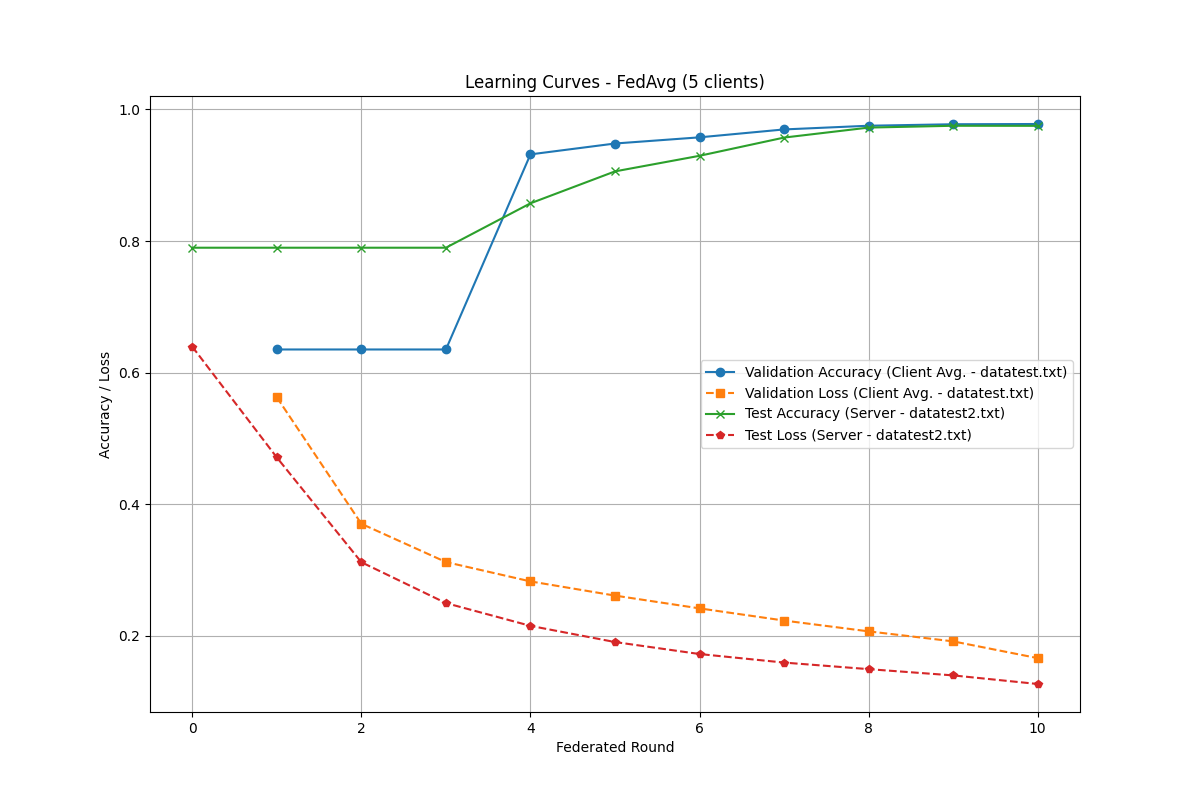 Learning Curves - FedAvg (5 clients)
Accuracy / Loss
1.0
0.8
0.6
0.4
0.2
Validation Accuracy (Client Avg. - datatest.txt)
Validation Loss (Client Avg. - datatest.txt)
Test Accuracy (Server - datatest2.txt)
Test Loss (Server - datatest2.txt)
0 2 4 6 8 10
Federated Round